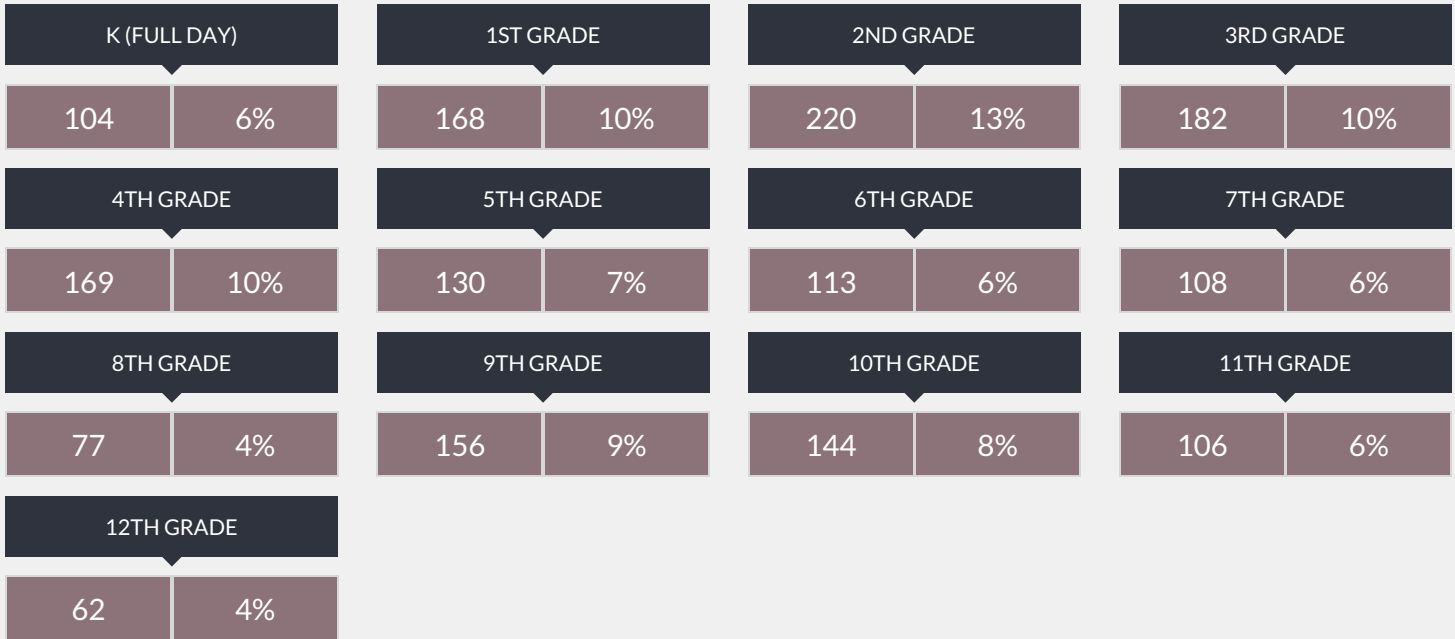 K (FULL DAY)
104 6%
1ST GRADE
168 10%
2ND GRADE
220 13%
3RD GRADE
182 10%
4TH GRADE
169 10%
5TH GRADE
130 7%
6TH GRADE
113 6%
7TH GRADE
108 6%
8TH GRADE
77 4%
9TH GRADE
156 9%
10TH GRADE
144 8%
11TH GRADE
106 6%
12TH GRADE
62 4%